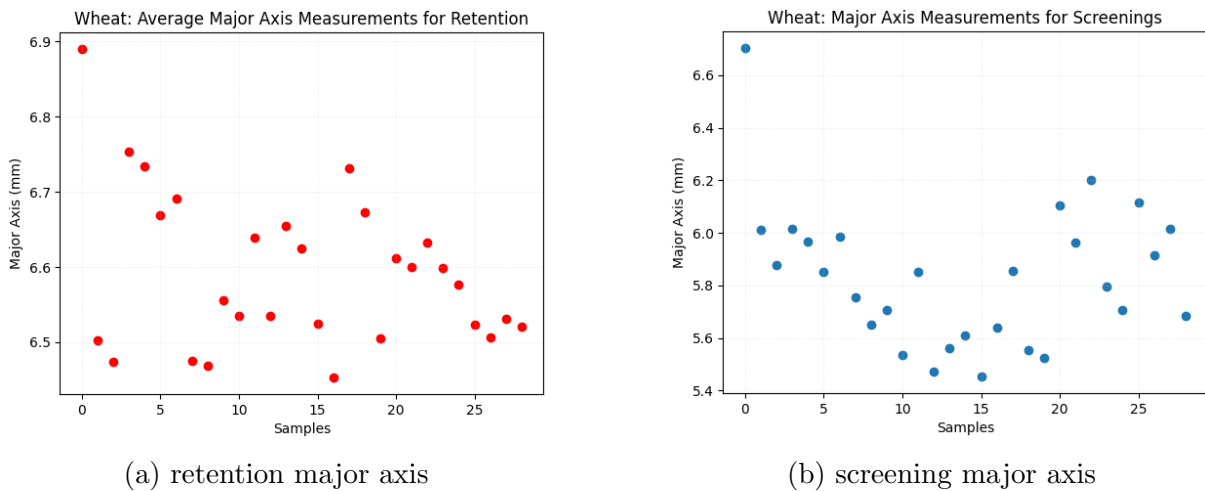 Wheat: Average Major Axis Measurements for Retention
6.9
6.8
6.7
6.6
6.5
Major Axis (mm)
0 5 10 15 20 25
Samples
(a) retention major axis
Wheat: Major Axis Measurements for Screenings
6.6
6.4
6.2
6.0
5.8
5.6
5.4
Major Axis (mm)
0 5 10 15 20 25
Samples
(b) screening major axis